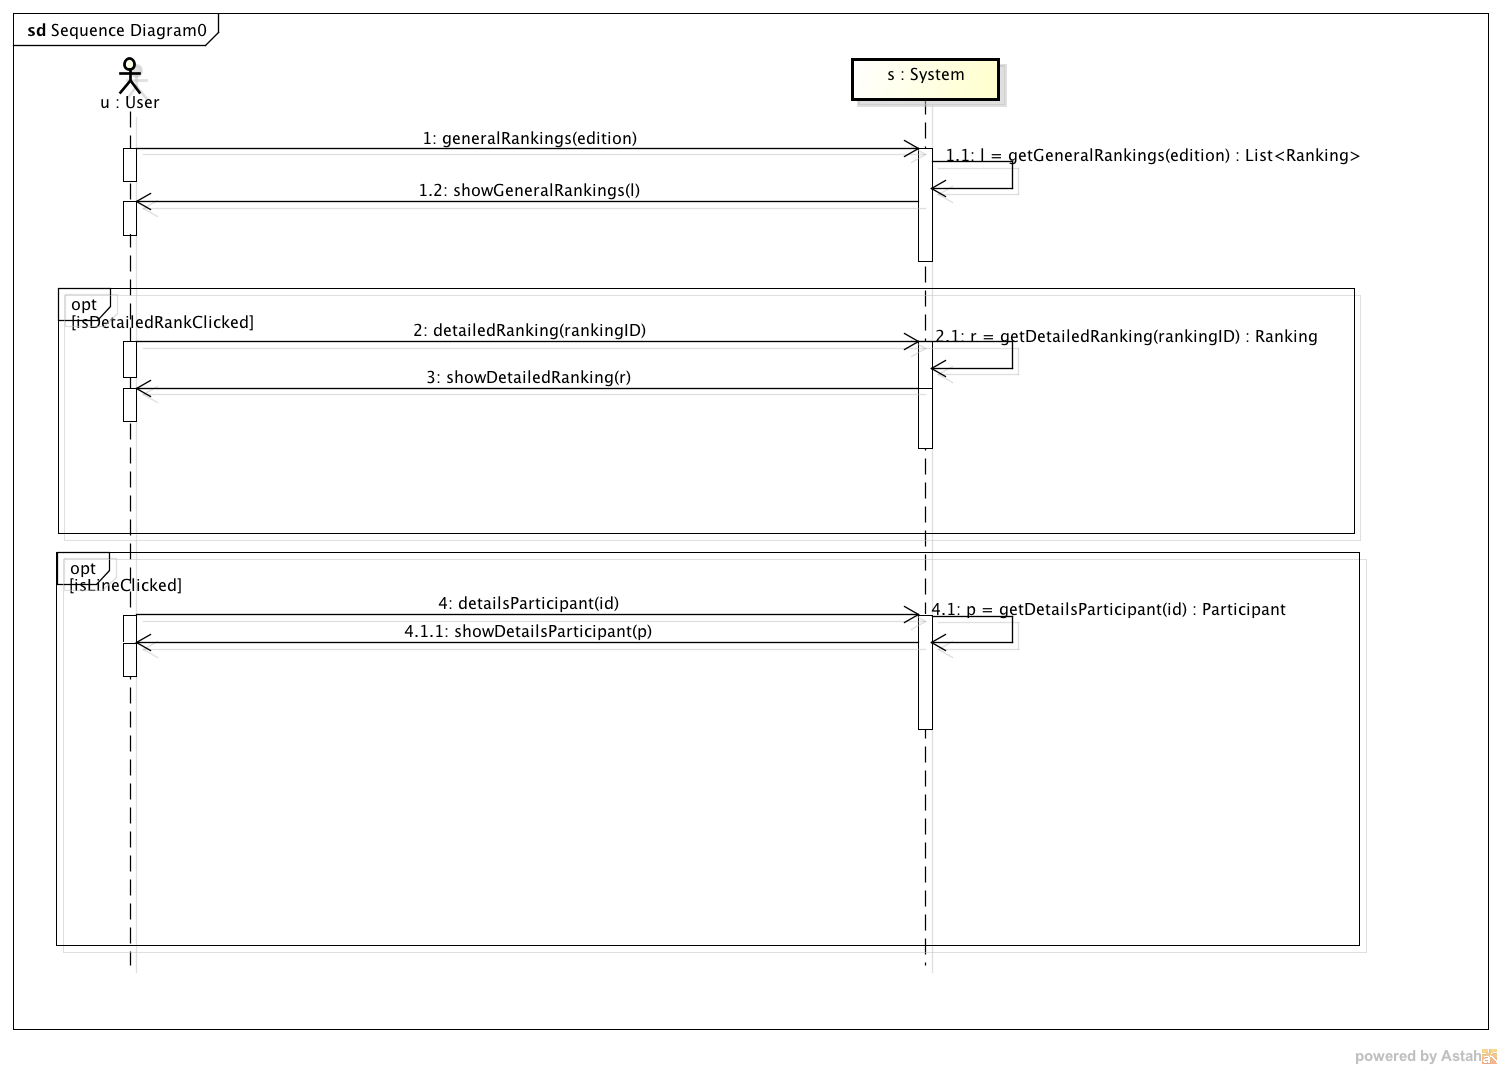 sd Sequence Diagram0
u : User
s : System
1: generalRankings(edition)
1.1: l = getGeneralRankings(edition) : List<Ranking>
1.2: showGeneralRankings(l)
opt
[isDetailedRankClicked]
2: detailedRanking(rankingID)
2.1: r = getDetailedRanking(rankingID) : Ranking
3: showDetailedRanking(r)
opt
[isLineClicked]
4: detailsParticipant(id)
4.1: p = getDetailsParticipant(id) : Participant
4.1.1: showDetailsParticipant(p)
powered by Astah